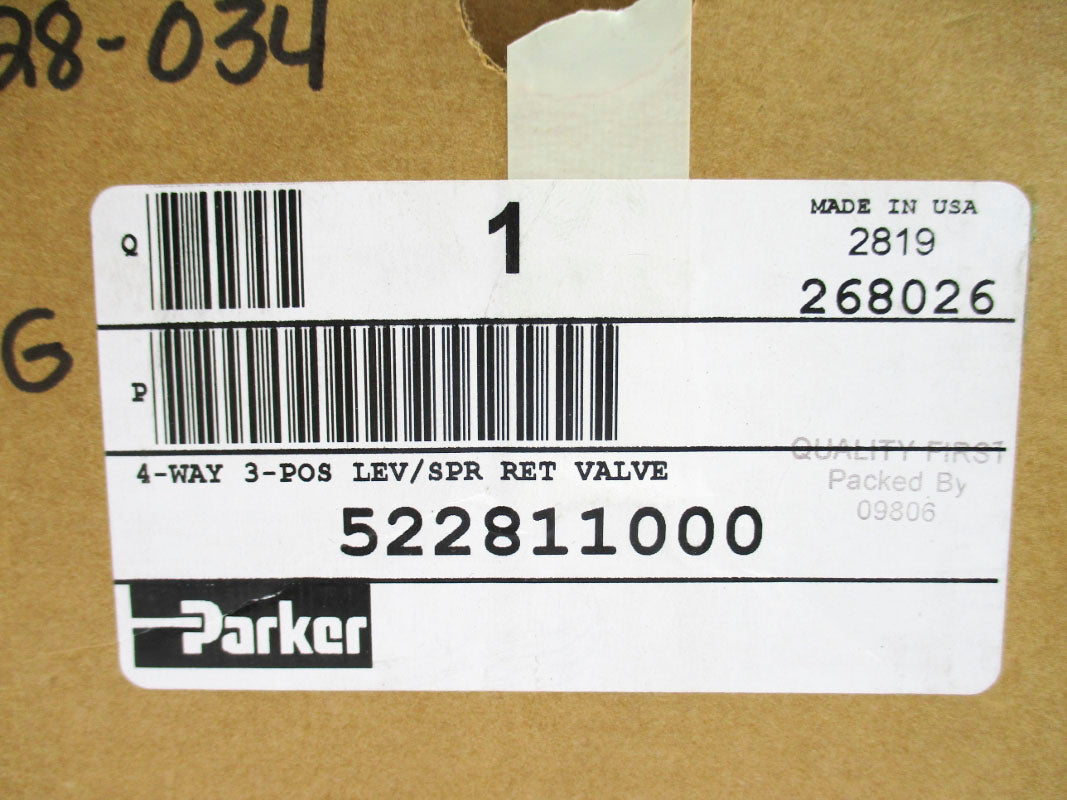 28-034
G
Q
1
MADE IN USA
2819
268026
P
QUALITY FIRST
Packed By
09806
4-WAY 3-POS LEV/SPR RET VALVE
522811000
Parker